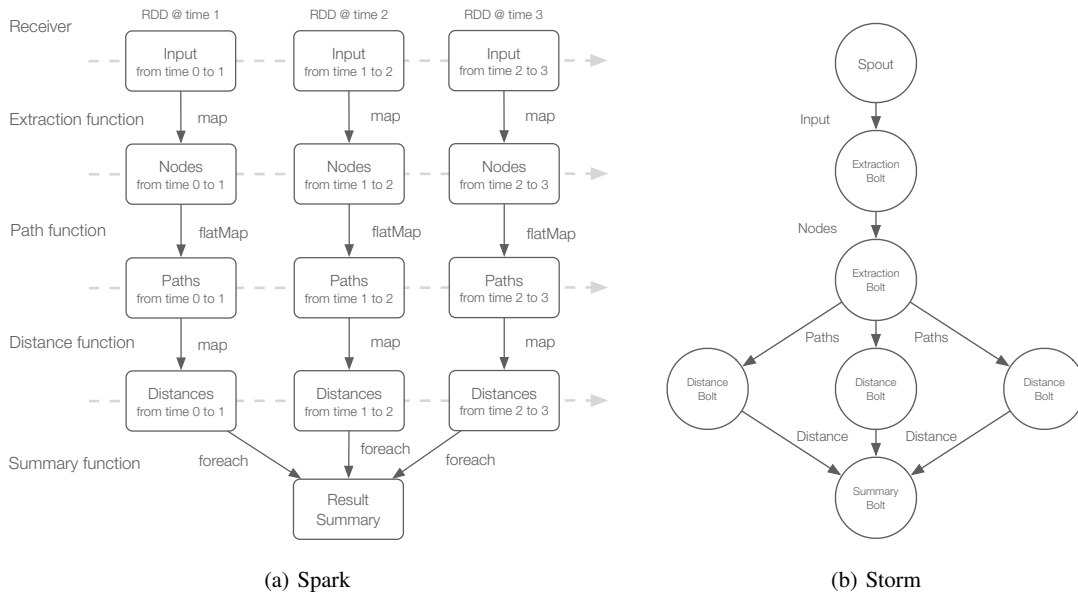 RDD @ time 1 RDD @ time 2 RDD @ time 3
Receiver
Input Input Input
from time 0 to 1 from time 1 to 2 from time 2 to 3
Extraction function map map map
Nodes Nodes Nodes
from time 0 to 1 from time 1 to 2 from time 2 to 3
Path function flatMap flatMap flatMap
Paths Paths Paths
from time 0 to 1 from time 1 to 2 from time 2 to 3
Distance function map map map
Distances Distances Distances
from time 0 to 1 from time 1 to 2 from time 2 to 3
Summary function foreach foreach foreach
Result
Summary
(a) Spark
Spout
Input
Extraction
Bolt
Nodes
Extraction
Bolt
Paths Paths
Distance Distance Distance
Bolt Bolt Bolt
Distance Distance
Summary
Bolt
(b) Storm